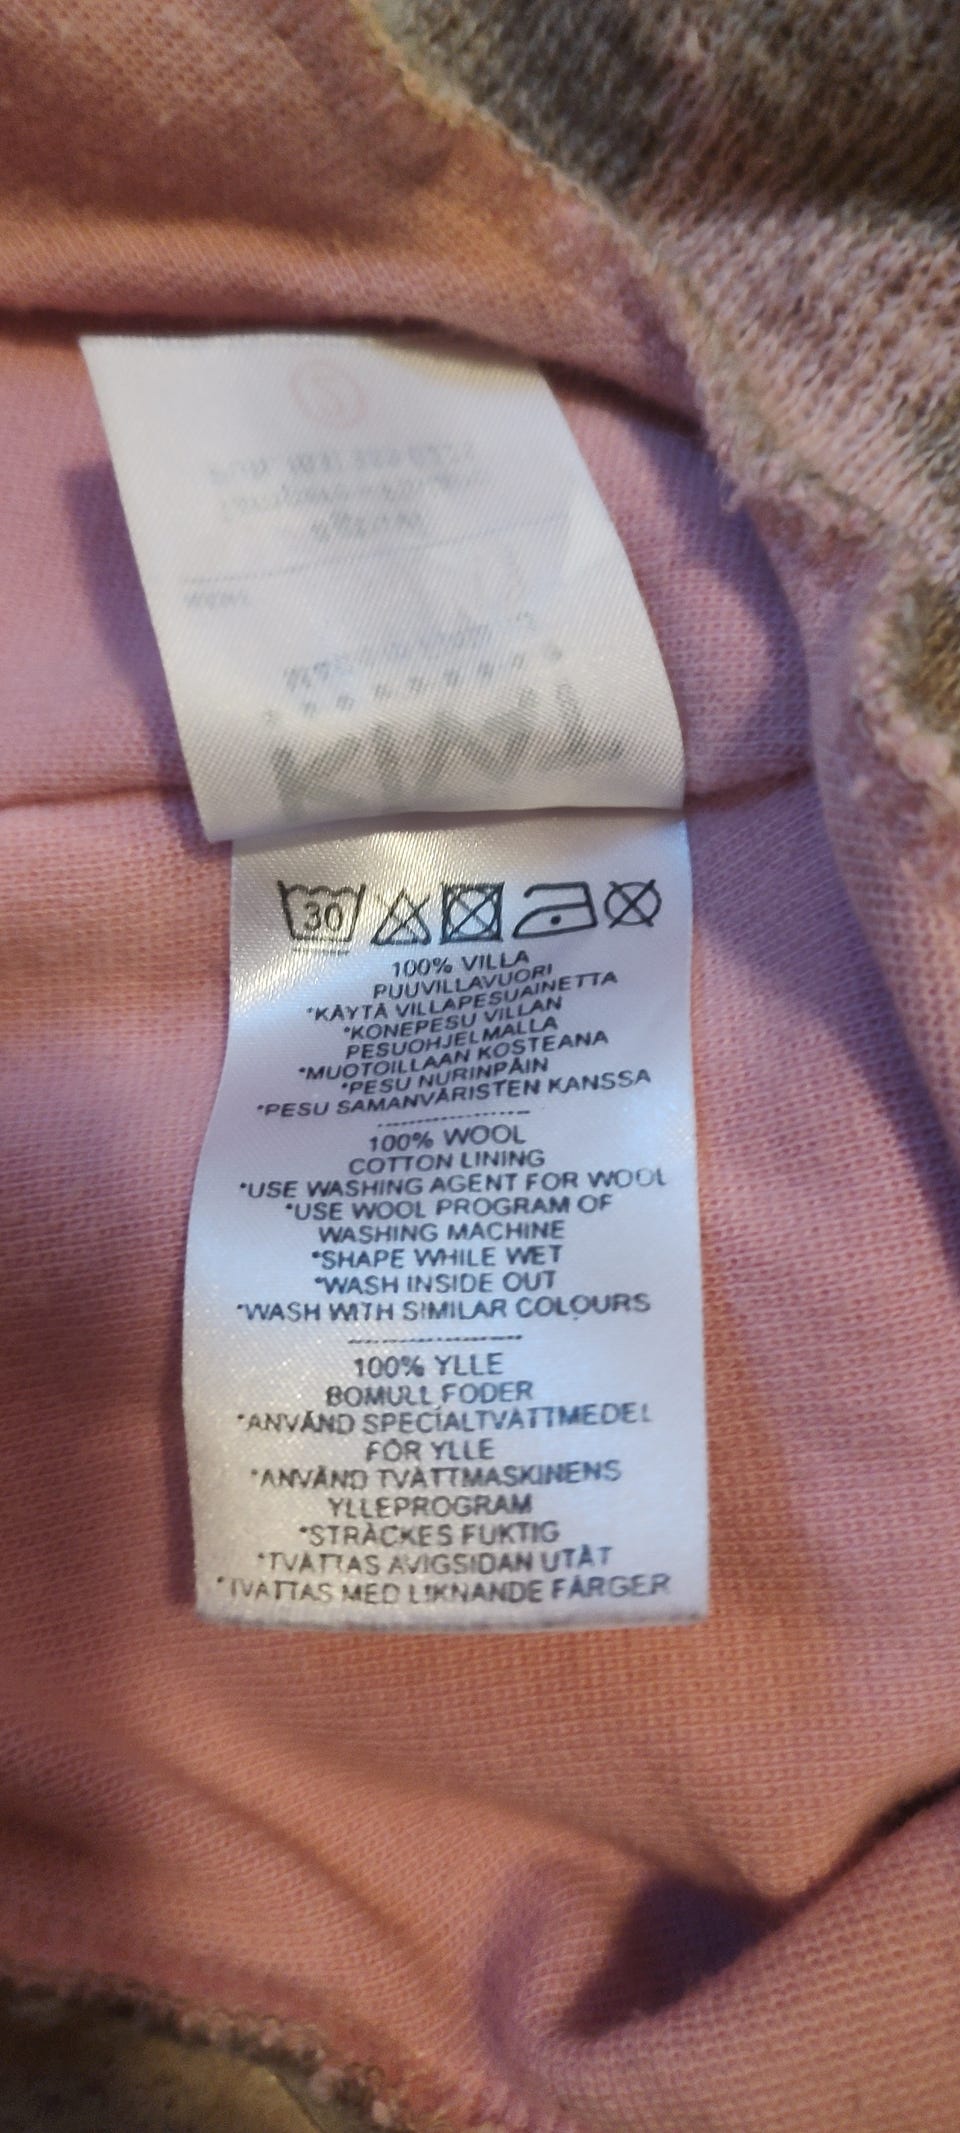 30
100% VILLA
PUUVILLAVUORI
*KÄYTÄ VILLAPESUAINETTA
*KONEPESU VILLAN
PESUOHJELMALLA
*MUOTOILLAAN KOSTEANA
*PESU NURINPÄIN
*PESU SAMANVÄRISTEN KANSSA
100% WOOL
COTTON LINING
*USE WASHING AGENT FOR WOOL
*USE WOOL PROGRAM OF
WASHING MACHINE
*SHAPE WHILE WET
*WASH INSIDE OUT
*WASH WITH SIMILAR COLOURS
100% YLLE
BOMULL FODER
*ANVÄND SPECIALTVÄTTMEDEL
FÖR YLLE
*ANVÄND TVÄTTMASKINENS
YLLEPROGRAM
*STRÄCKES FUKTIG
*TVÄTTAS AVIGSIDAN UTÅT
*TVÄTTAS MED LIKNANDE FÄRGER